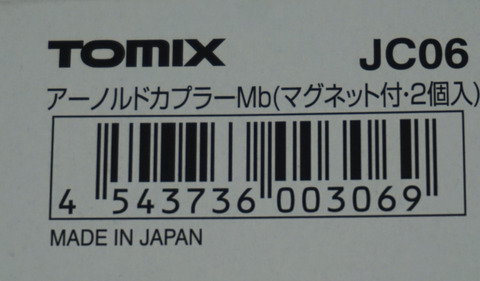 TOMIX JC06
アーノルドカプラーMb(マグネット付・2個入)
4 543736 003069
MADE IN JAPAN